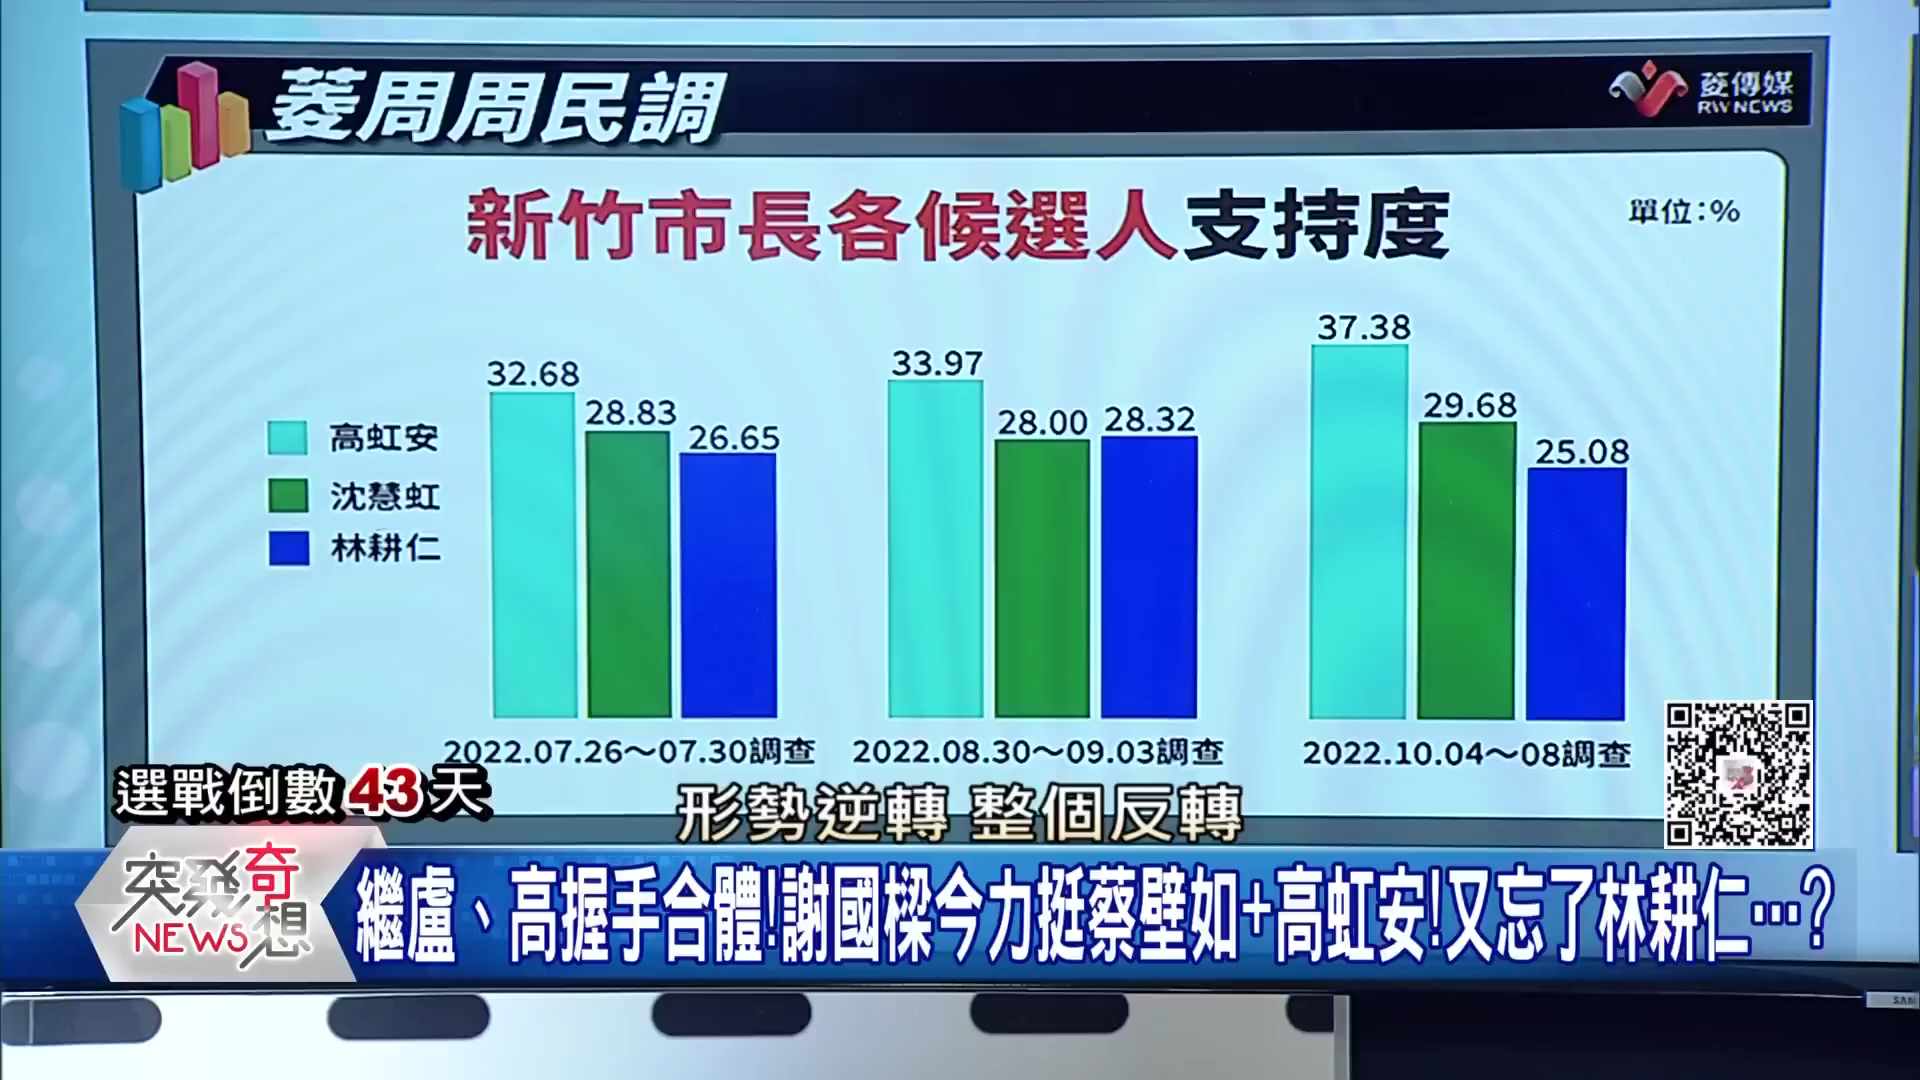 菱周周民調
菱傳媒
RW NEWS
新竹市長各候選人支持度
單位:%
37.38
33.97
32.68
29.68
28.83
28.00
28.32
26.65
25.08
高虹安
沈慧虹
林耕仁
2022.07.26～07.30調查
2022.08.30～09.03調查
2022.10.04～08調查
選戰倒數43天
形勢逆轉 整個反轉
突發奇想
NEWS
繼盧、高握手合體!謝國樑今力挺蔡壁如+高虹安!又忘了林耕仁…?